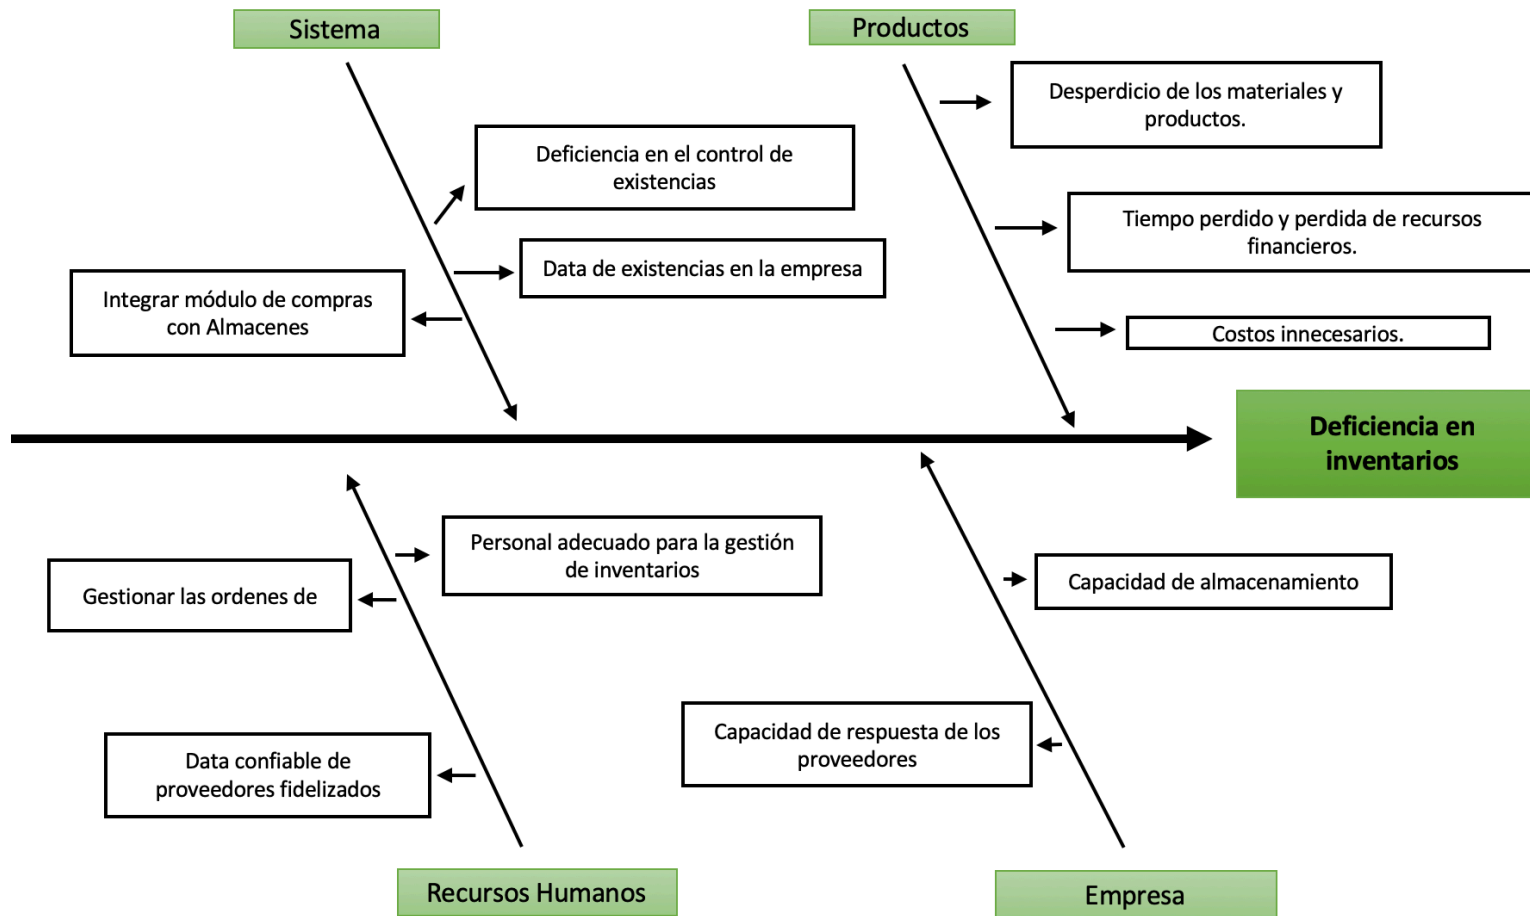 Sistema
Productos
Desperdicio de los materiales y
productos.
Deficiencia en el control de
existencias
Tiempo perdido y perdida de recursos
financieros.
Data de existencias en la empresa
Integrar módulo de compras
con Almacenes
Costos innecesarios.
Deficiencia en
inventarios
Personal adecuado para la gestión
de inventarios
Gestionar las ordenes de
Capacidad de almacenamiento
Capacidad de respuesta de los
proveedores
Data confiable de
proveedores fidelizados
Recursos Humanos
Empresa